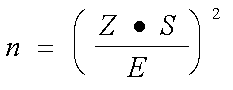 n = ( Z • S / E ) ²